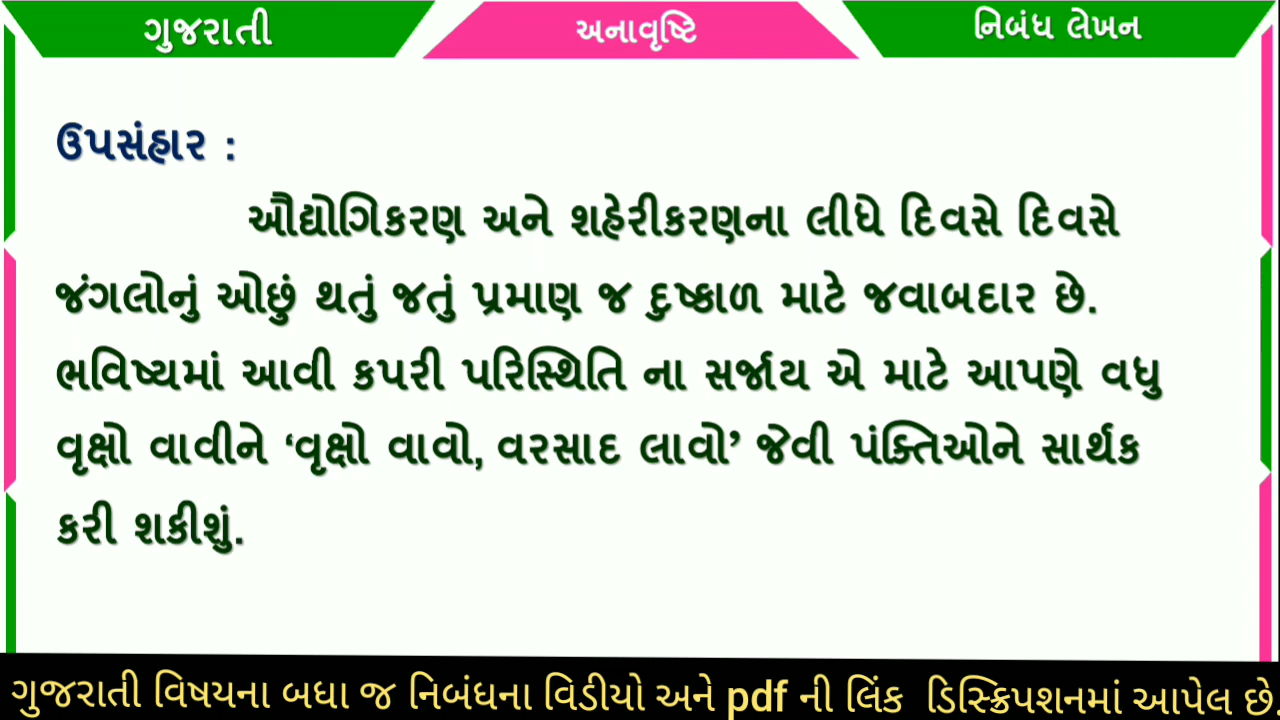 ગુજરાતી
અનાવૃષ્ટિ
નિબંધ લેખન
ઉપસંહાર :
ઔદ્યોગિકરણ અને શહેરીકરણના લીધે દિવસે દિવસે
જંગલોનું ઓછું થતું જતું પ્રમાણ જ દુષ્કાળ માટે જવાબદાર છે.
ભવિષ્યમાં આવી કપરી પરિસ્થિતિ ના સર્જાય એ માટે આપણે વધુ
વૃક્ષો વાવીને ‘વૃક્ષો વાવો, વરસાદ લાવો’ જેવી પંક્તિઓને સાર્થક
કરી શકીશું.
ગુજરાતી વિષયના બધા જ નિબંધના વિડીયો અને pdf ની લિંક ડિસ્ક્રિપશનમાં આપેલ છે.